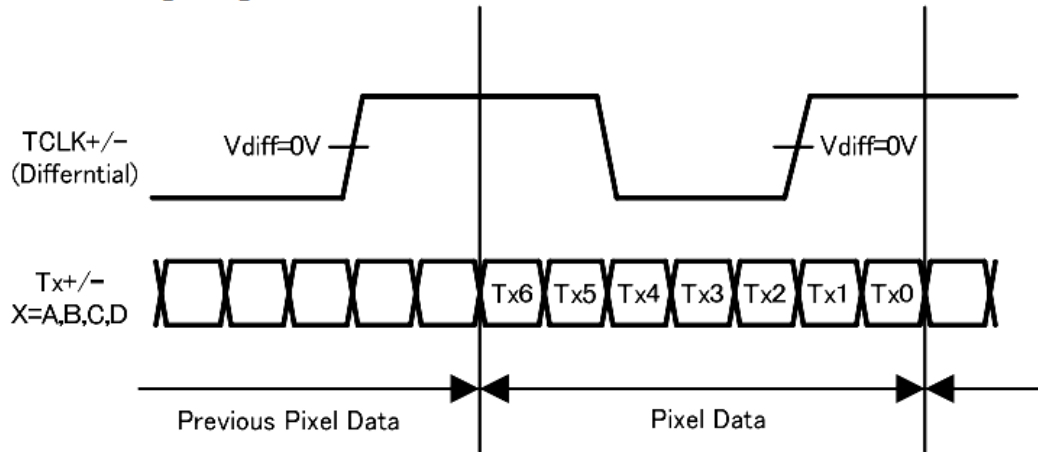 TCLK+/-
(Differntial)
Vdiff=0V
Vdiff=0V
Tx+/-
X=A,B,C,D
Tx6 Tx5 Tx4 Tx3 Tx2 Tx1 Tx0
Previous Pixel Data
Pixel Data